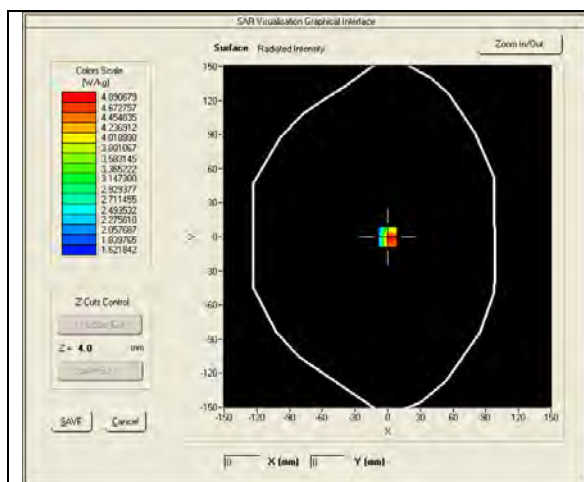 SAR Visualisation Graphical Interface
Surface Radiated Intensity
Zoom In/Out
Colors Scale
(W/kg)
4.890679
4.672757
4.454835
4.236912
4.018990
3.801067
3.583145
3.365222
3.147300
2.929377
2.711455
2.493532
2.275610
2.057687
1.839765
1.621842
Z Cuts Control
Z = 4.0 mm
SAVE Cancel
150
120
90
60
30
0
-30
-60
-90
-120
-150
Y
-150 -120 -90 -60 -30 0 30 60 90 120 150
X
0 X (mm) 0 Y (mm)